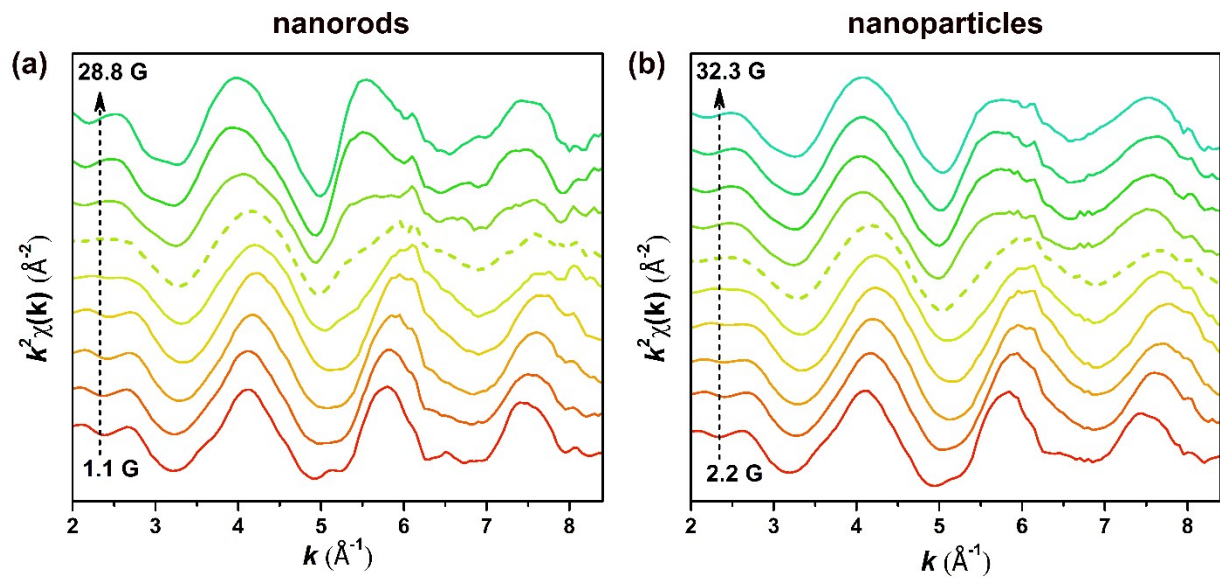 nanorods
nanoparticles
(a)
28.8 G
1.1 G
k²χ(k) (Å⁻²)
2 3 4 5 6 7 8
k (Å⁻¹)
(b)
32.3 G
2.2 G
k²χ(k) (Å⁻²)
2 3 4 5 6 7 8
k (Å⁻¹)